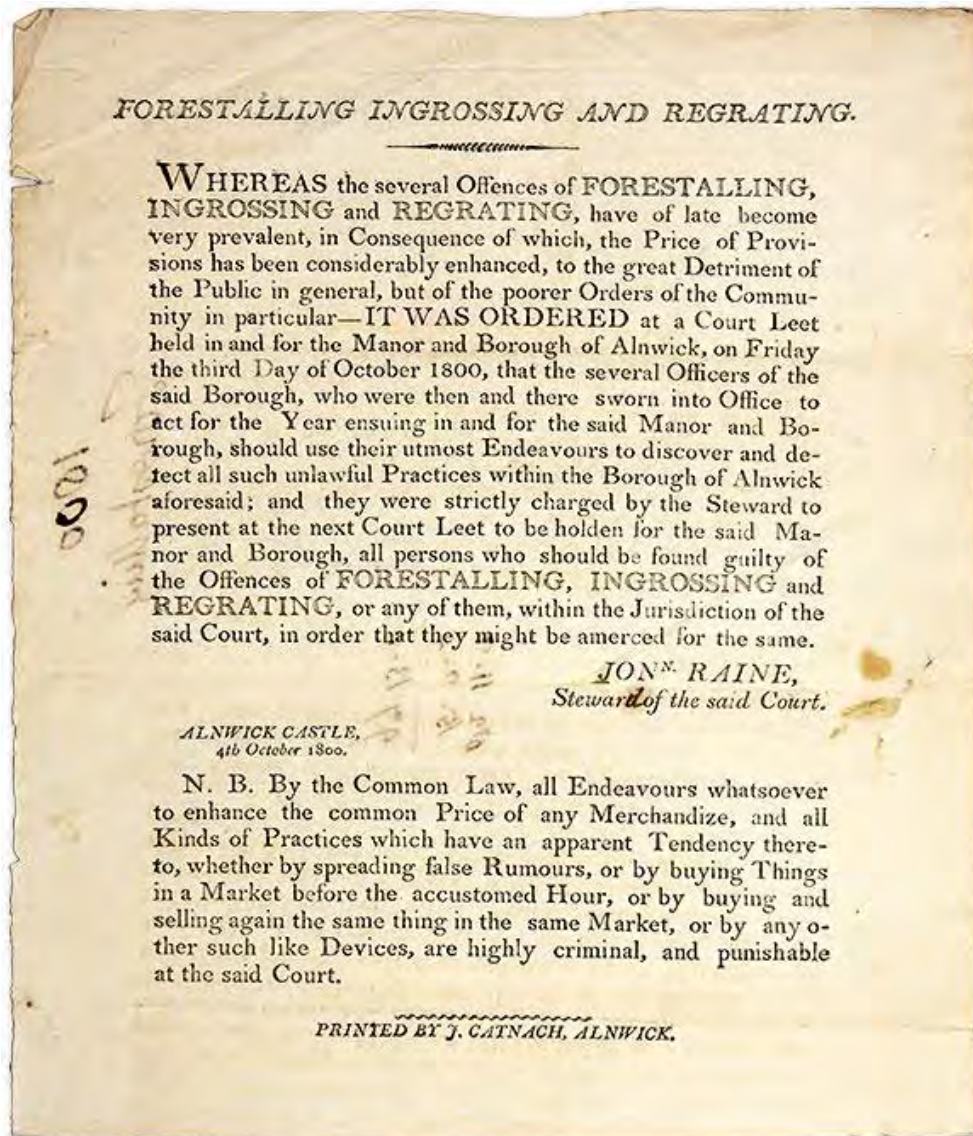 FORESTALLING INGROSSING AND REGRATING.
WHEREAS the several Offences of FORESTALLING,
INGROSSING and REGRATING, have of late become
very prevalent, in Consequence of which, the Price of Provi-
sions has been considerably enhanced, to the great Detriment of
the Public in general, but of the poorer Orders of the Commu-
nity in particular—IT WAS ORDERED at a Court Leet
held in and for the Manor and Borough of Alnwick, on Friday
the third Day of October 1800, that the several Officers of the
said Borough, who were then and there sworn into Office to
act for the Year ensuing in and for the said Manor and Bo-
rough, should use their utmost Endeavours to discover and de-
tect all such unlawful Practices within the Borough of Alnwick
aforesaid; and they were strictly charged by the Steward to
present at the next Court Leet to be holden for the said Ma-
nor and Borough, all persons who should be found guilty of
the Offences of FORESTALLING, INGROSSING and
REGRATING, or any of them, within the Jurisdiction of the
said Court, in order that they might be amerced for the same.
JONN. RAINE,
Steward of the said Court.
ALNWICK CASTLE,
4th October 1800.
N. B. By the Common Law, all Endeavours whatsoever
to enhance the common Price of any Merchandize, and all
Kinds of Practices which have an apparent Tendency there-
to, whether by spreading false Rumours, or by buying Things
in a Market before the accustomed Hour, or by buying and
selling again the same thing in the same Market, or by any o-
ther such like Devices, are highly criminal, and punishable
at the said Court.
PRINTED BY J. CATNACH, ALNWICK.
1800